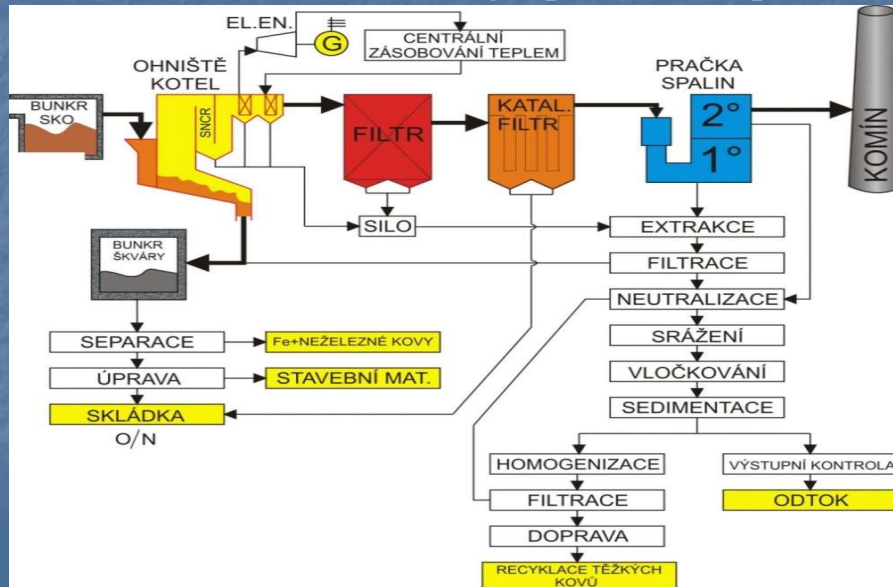 EL.EN.
G
CENTRÁLNÍ
ZÁSOBOVÁNÍ TEPLEM
OHNIŠTĚ
KOTEL
PRAČKA
SPALIN
BUNKR
SKO
SNCR
FILTR
KATAL.
FILTR
2°
1°
KOMÍN
SILO
EXTRAKCE
BUNKR
ŠKVÁRY
FILTRACE
NEUTRALIZACE
SEPARACE
Fe+NEŽELEZNÉ KOVY
SRÁŽENÍ
ÚPRAVA
STAVEBNÍ MAT.
VLOČKOVÁNÍ
SKLÁDKA
O/N
SEDIMENTACE
HOMOGENIZACE
VÝSTUPNÍ KONTROLA
FILTRACE
ODTOK
DOPRAVA
RECYKLACE TĚŽKÝCH
KOVŮ